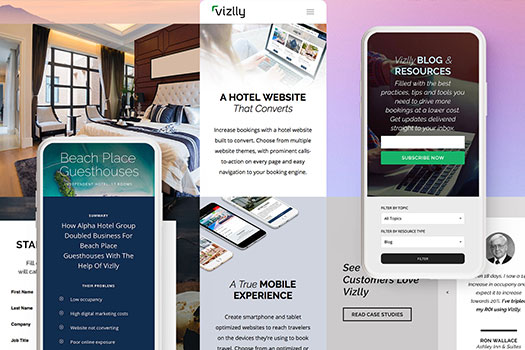 vizlly
A HOTEL WEBSITE
That Converts
Increase bookings with a hotel website
built to convert. Choose from multiple
website themes, with prominent calls-
to-action on every page and easy
navigation to your booking engine.
A True MOBILE
EXPERIENCE
Create smartphone and tablet
optimized websites to reach travelers
on the devices they're using to book
travel. Choose from an optimized or
Beach Place
Guesthouses
INDEPENDENT HOTEL, 17 ROOMS
SUMMARY
How Alpha Hotel Group
Doubled Business For
Beach Place
Guesthouses With The
Help Of Vizlly
THEIR PROBLEMS
Low occupancy
High digital marketing costs
Website not converting
Poor online exposure
STA
Fill
will ca
First Name
Last Name
Company
Job Title
Vizlly BLOG &
RESOURCES
Filled with the best
practices, tips and tools you
need to drive more
bookings at a lower cost.
Get updates delivered
straight to your inbox.
SUBSCRIBE NOW
FILTER BY TOPIC
All Topics
FILTER BY RESOURCE TYPE
Blog
FILTER
See
Customers Love
Vizlly
READ CASE STUDIES
in 18 days, I saw a 1
increase in occupancy an
expect to increase
towards 20%. I've tripled
my ROI using Vizlly.
RON WALLACE
Ashley Inn & Suites